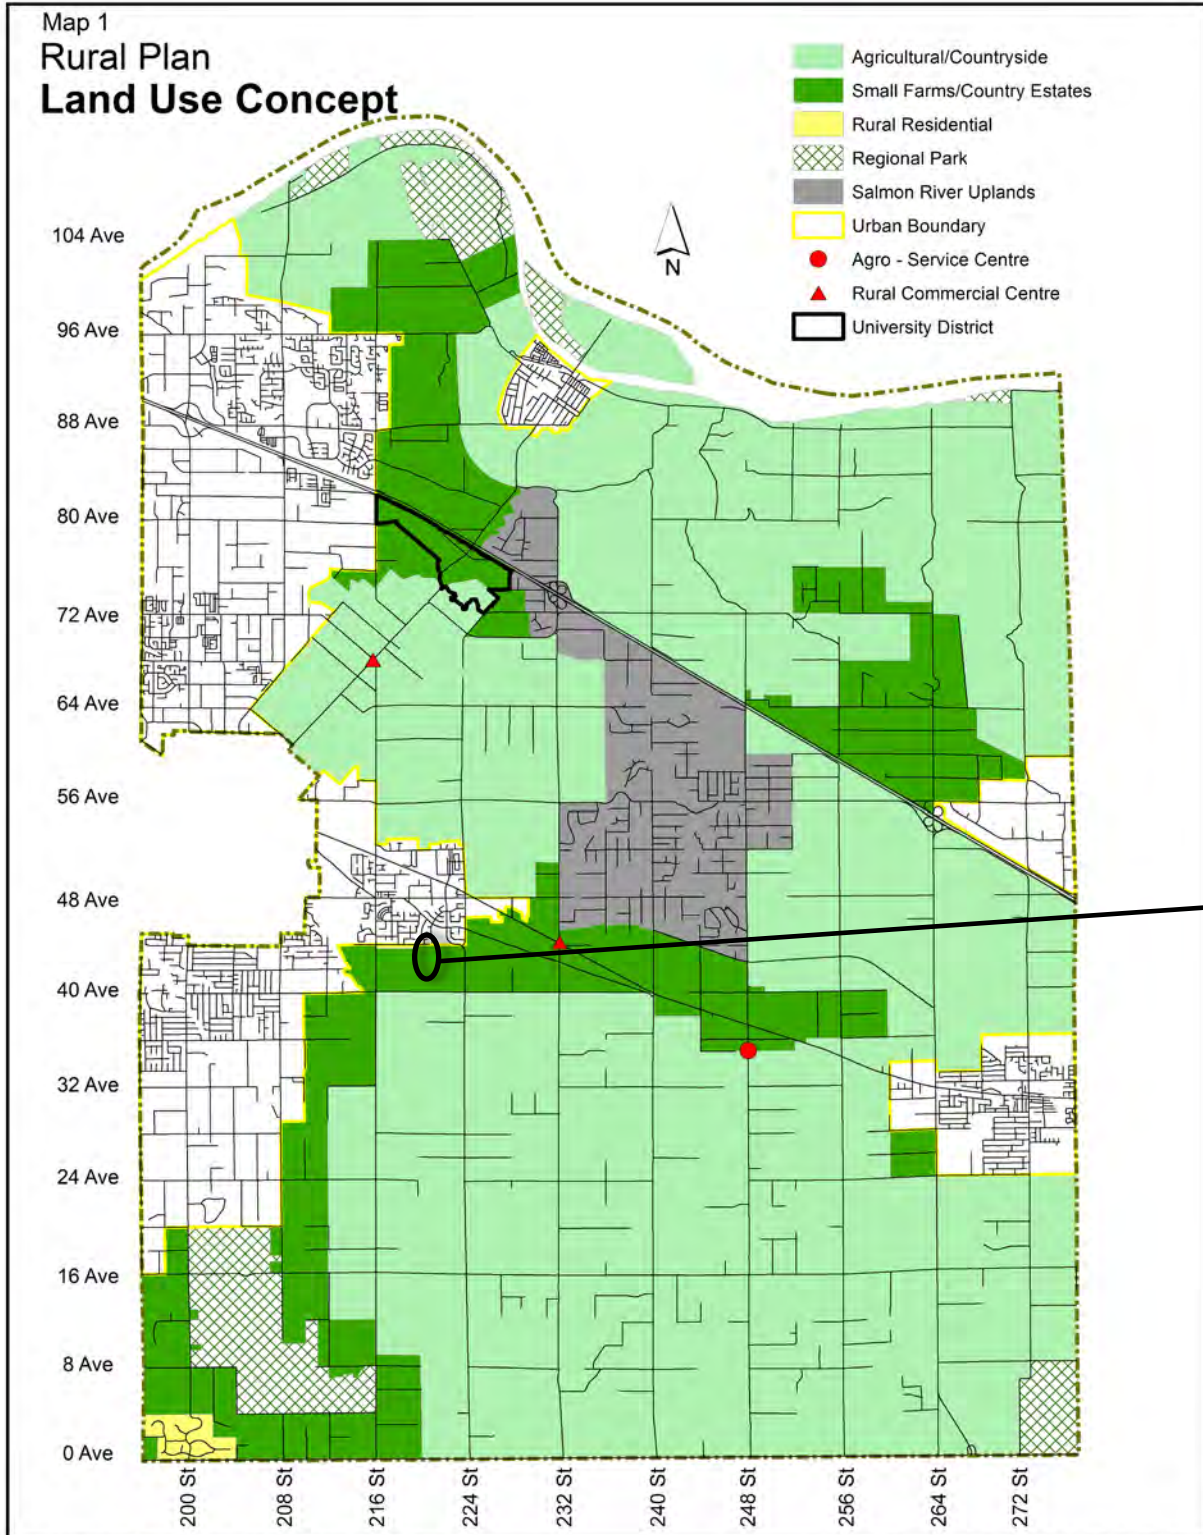 Map 1
Rural Plan
Land Use Concept
Agricultural/Countryside
Small Farms/Country Estates
Rural Residential
Regional Park
Salmon River Uplands
Urban Boundary
Agro - Service Centre
Rural Commercial Centre
University District
N
104 Ave
96 Ave
88 Ave
80 Ave
72 Ave
64 Ave
56 Ave
48 Ave
40 Ave
32 Ave
24 Ave
16 Ave
8 Ave
0 Ave
200 St
208 St
216 St
224 St
232 St
240 St
248 St
256 St
264 St
272 St